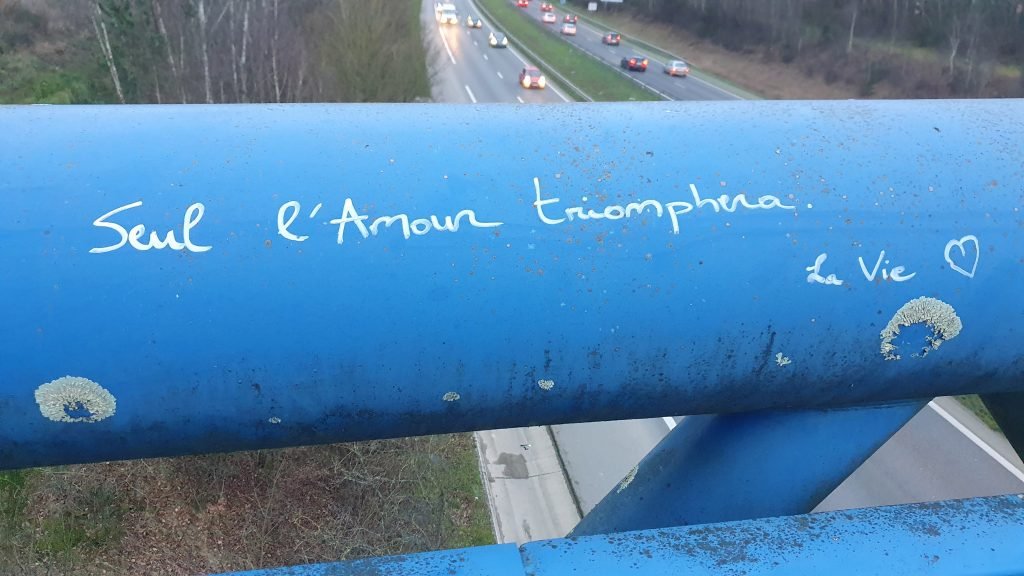 Seul l'Amour triomphera.
La Vie ♡